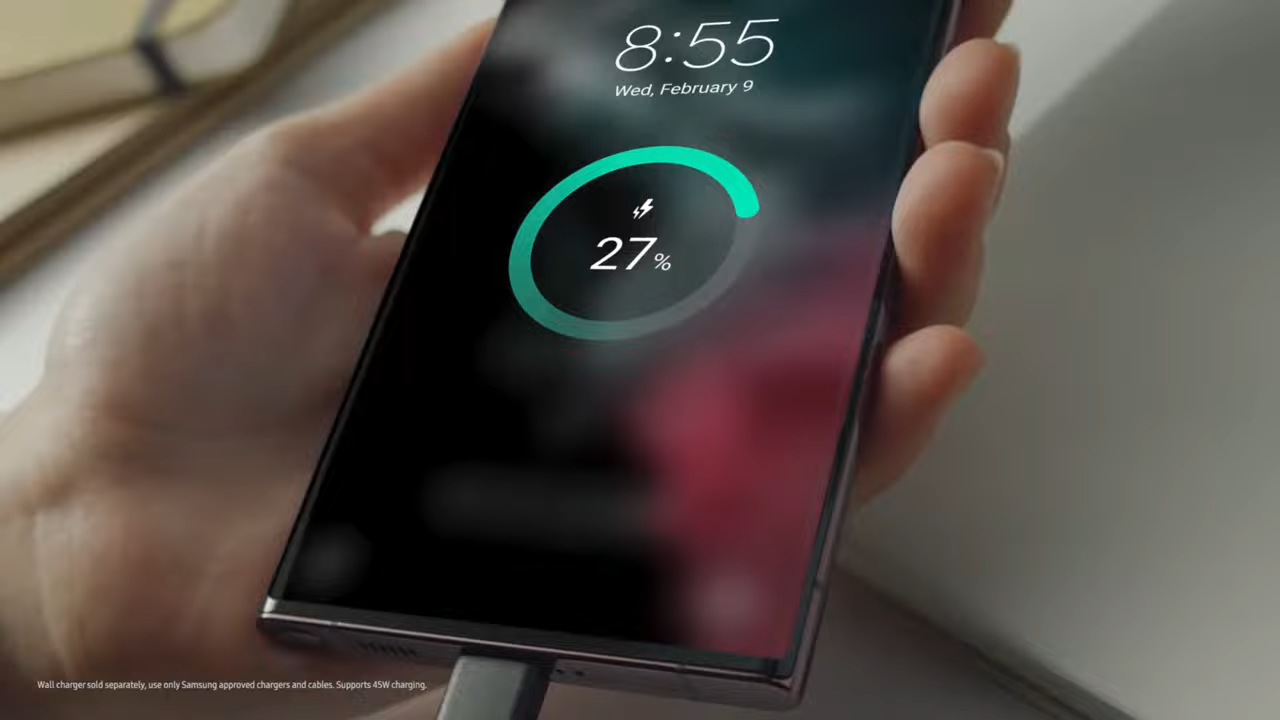 8:55
Wed, February 9
27%
Wall charger sold separately, use only Samsung approved chargers and cables. Supports 45W charging.